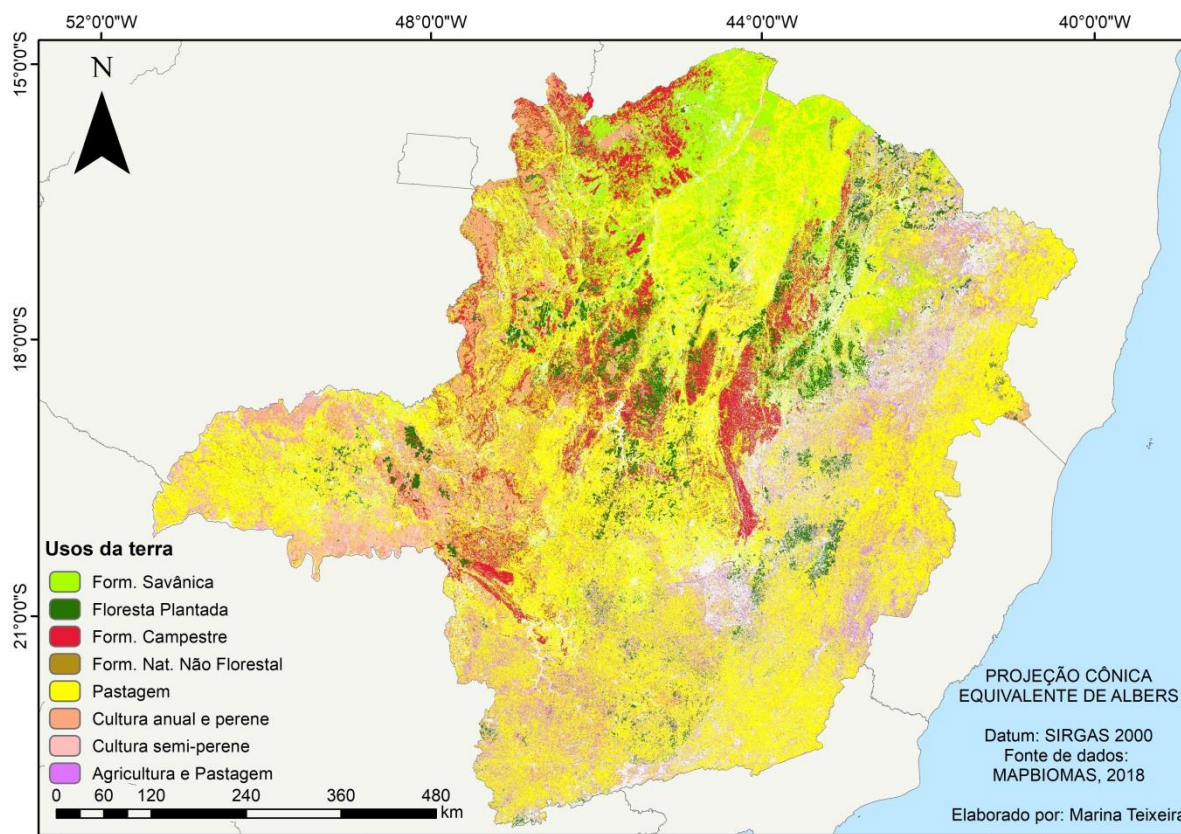 52°0'0"W
48°0'0"W
44°0'0"W
40°0'0"W
15°0'0"S
18°0'0"S
21°0'0"S
N
Usos da terra
Form. Savânica
Floresta Plantada
Form. Campestre
Form. Nat. Não Florestal
Pastagem
Cultura anual e perene
Cultura semi-perene
Agricultura e Pastagem
0 60 120 240 360 480
km
PROJEÇÃO CÔNICA
EQUIVALENTE DE ALBERS
Datum: SIRGAS 2000
Fonte de dados:
MAPBIOMAS, 2018
Elaborado por: Marina Teixeira